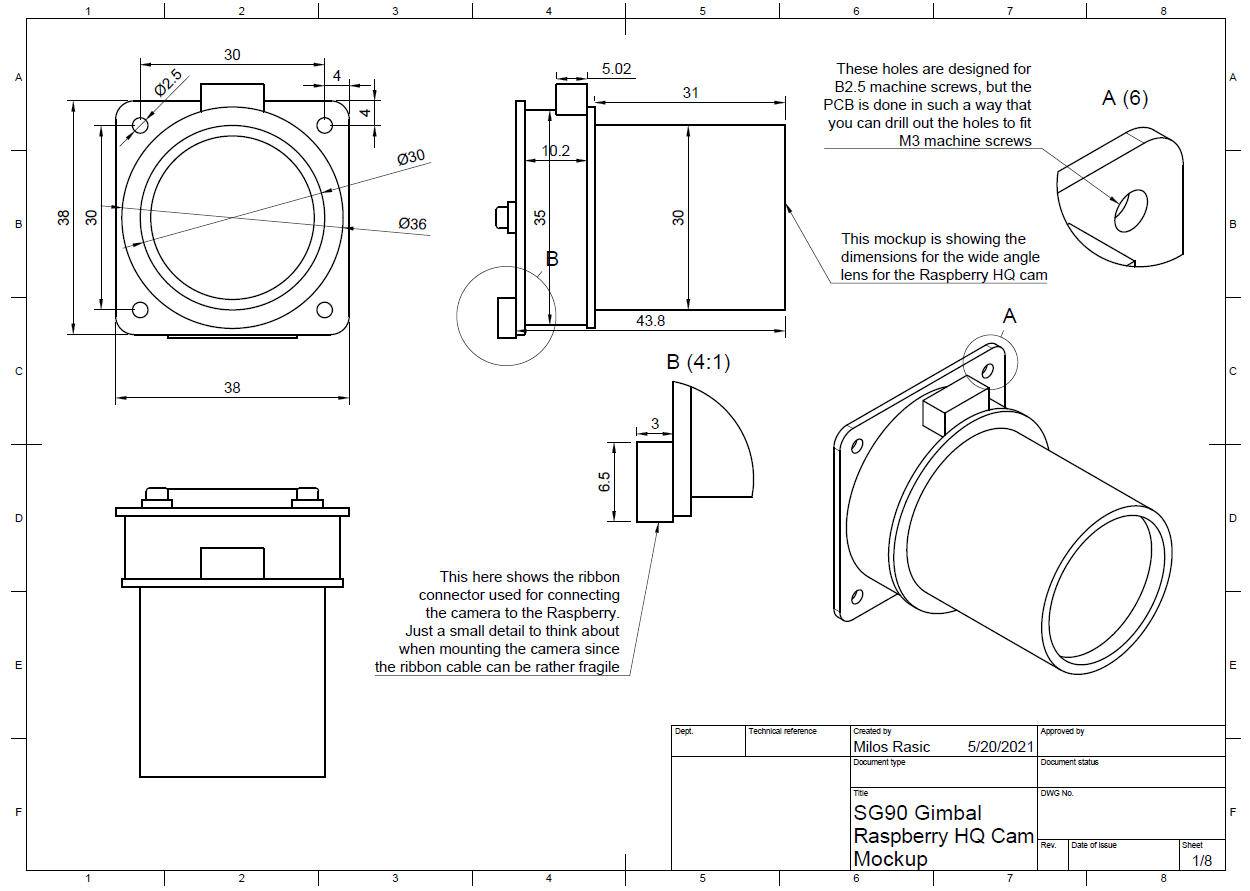 1 2 3 4 5 6 7 8
A
B
C
D
E
F
A
B
C
D
E
F
30
Ø2.5
4
4
Ø30
Ø36
38
30
38
5.02
31
10.2
35
30
B
43.8
These holes are designed for
B2.5 machine screws, but the
PCB is done in such a way that
you can drill out the holes to fit
M3 machine screws
A (6)
This mockup is showing the
dimensions for the wide angle
lens for the Raspberry HQ cam
A
B (4:1)
3
6.5
This here shows the ribbon
connector used for connecting
the camera to the Raspberry.
Just a small detail to think about
when mounting the camera since
the ribbon cable can be rather fragile
Dept.
Technical reference
Created by
Milos Rasic 5/20/2021
Approved by
Document type
Document status
Title
SG90 Gimbal
Raspberry HQ Cam
Mockup
DWG No.
Rev.
Date of issue
Sheet
1/8
1 2 3 4 5 6 7 8